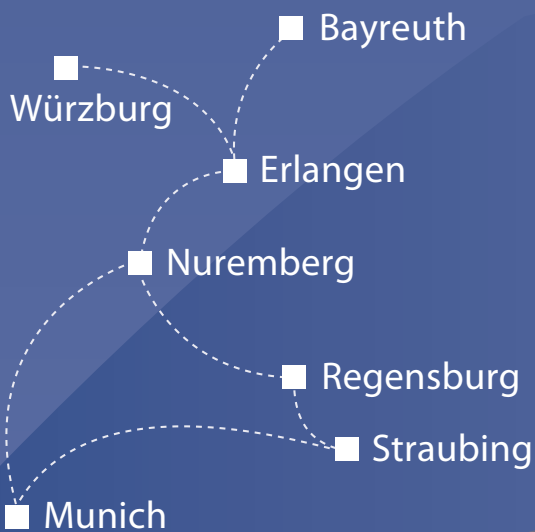 Bayreuth
Würzburg
Erlangen
Nuremberg
Regensburg
Straubing
Munich